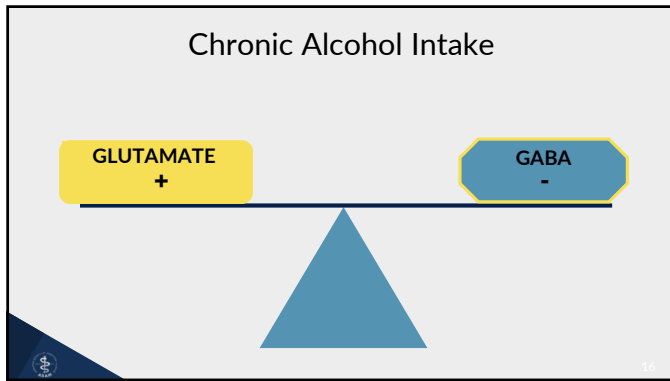 Chronic Alcohol Intake
GLUTAMATE
+
GABA
-
16